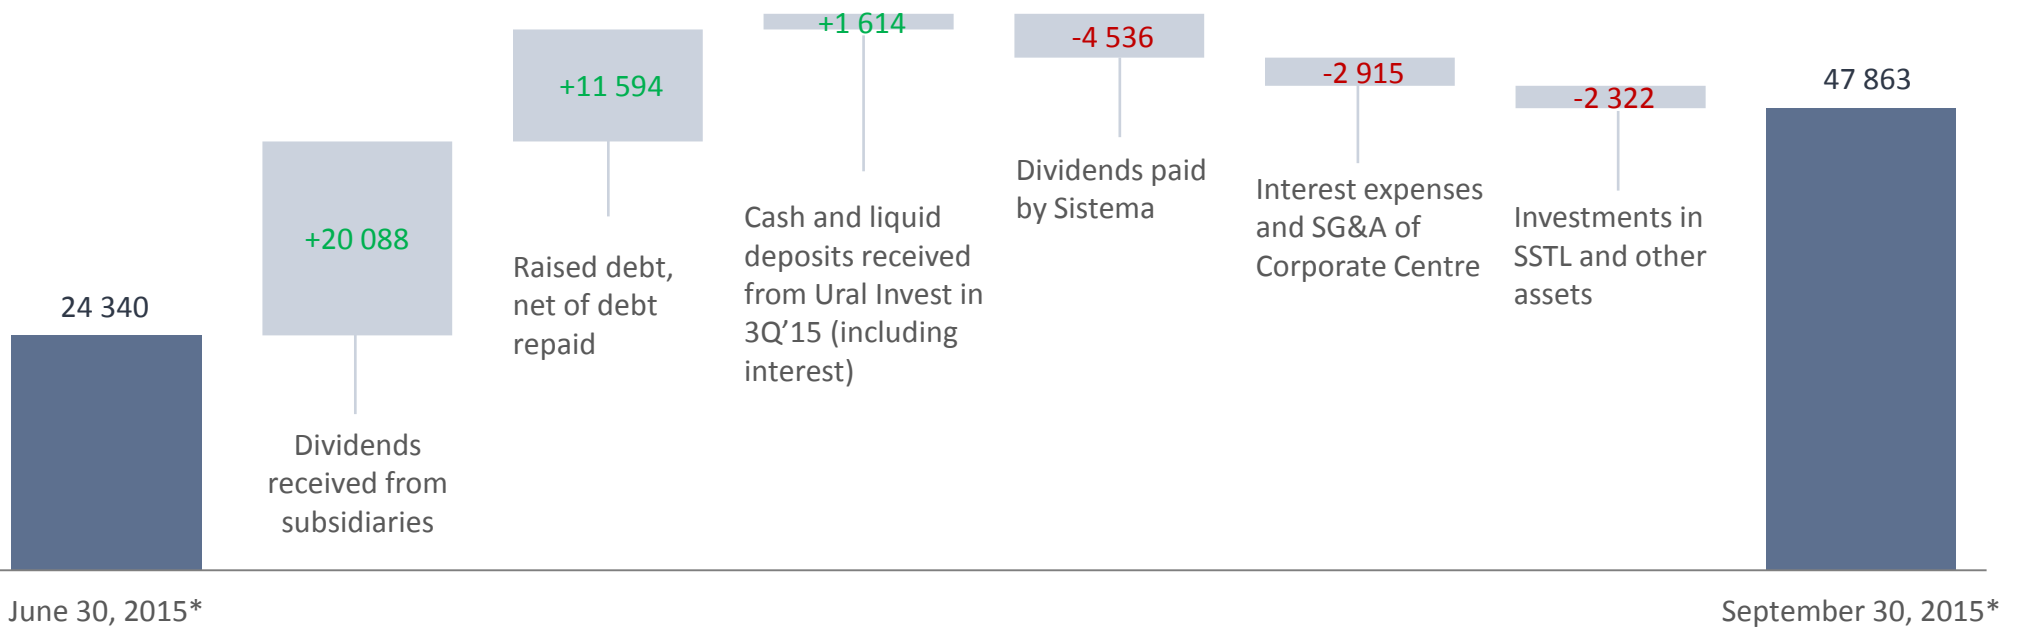 24 340
June 30, 2015*
+20 088
Dividends
received from
subsidiaries
+11 594
Raised debt,
net of debt
repaid
+1 614
Cash and liquid
deposits received
from Ural Invest in
3Q’15 (including
interest)
-4 536
Dividends paid
by Sistema
-2 915
Interest expenses
and SG&A of
Corporate Centre
-2 322
Investments in
SSTL and other
assets
47 863
September 30, 2015*